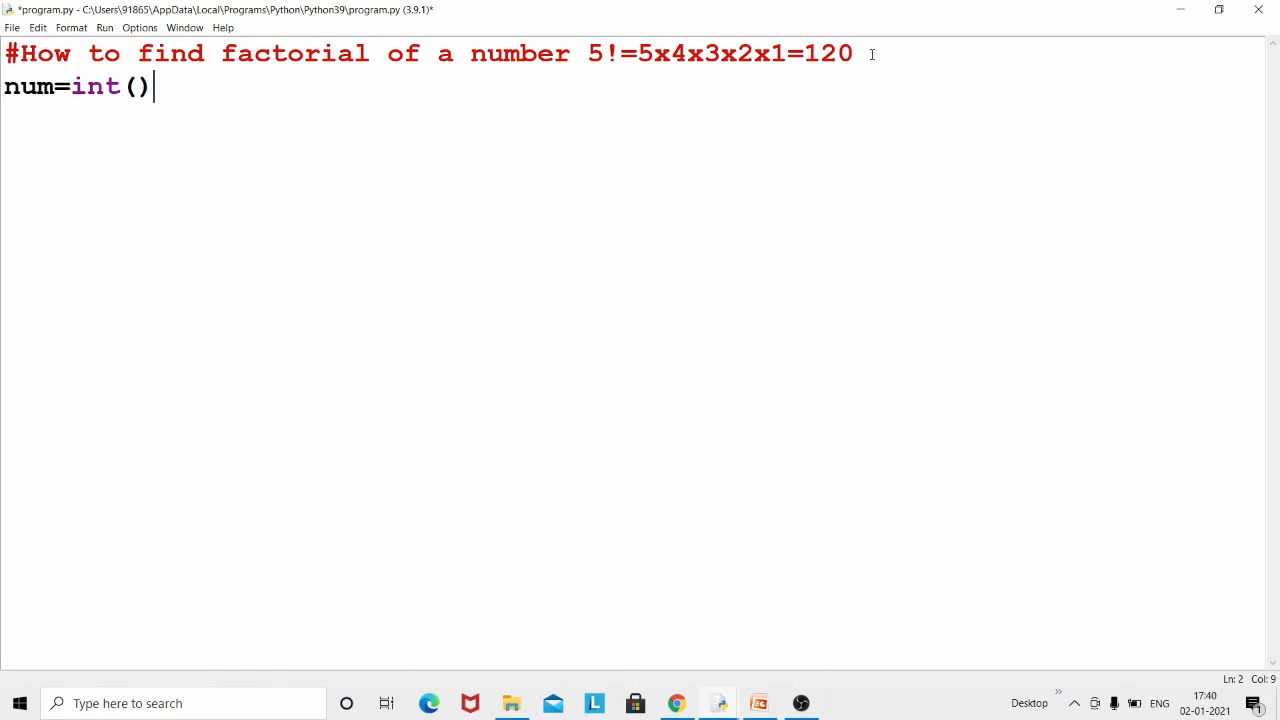 *program.py - C:\Users\91865\AppData\Local\Programs\Python\Python39\program.py (3.9.1)*
File Edit Format Run Options Window Help
#How to find factorial of a number 5!=5x4x3x2x1=120
num=int()
Ln: 2 Col: 9
Type here to search
L
Desktop
ENG
17:40
02-01-2021
1